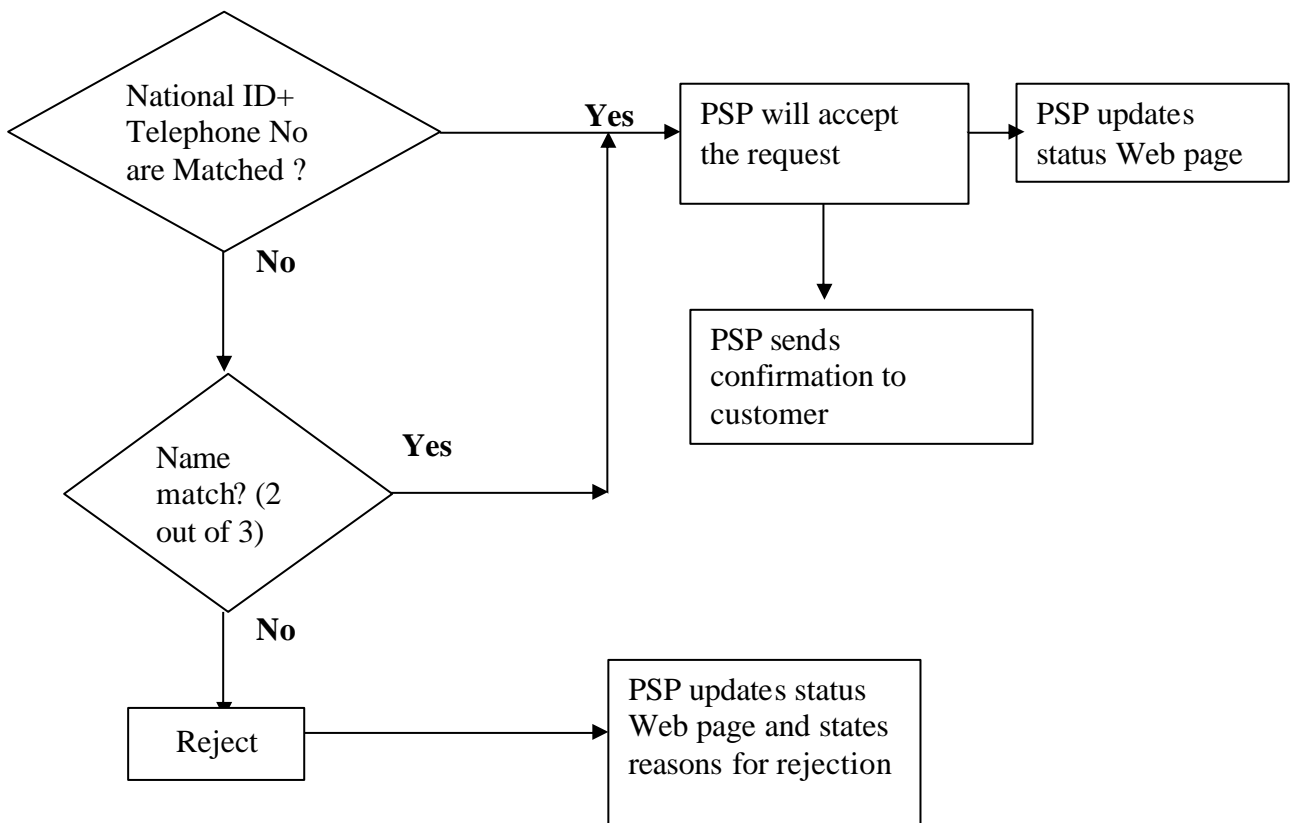 National ID+
Telephone No
are Matched ?
Yes
PSP will accept
the request
PSP updates
status Web page
No
PSP sends
confirmation to
customer
Name
match? (2
out of 3)
Yes
No
Reject
PSP updates status
Web page and states
reasons for rejection